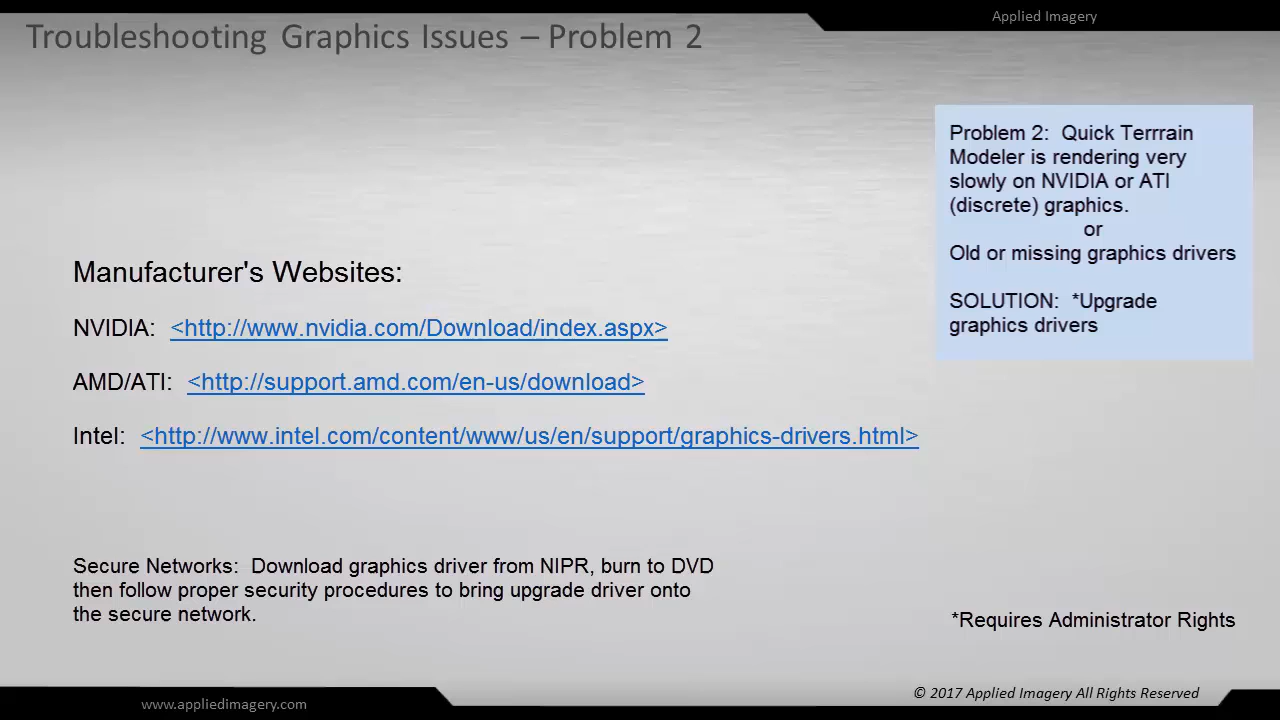 Applied Imagery
Troubleshooting Graphics Issues – Problem 2
Problem 2:  Quick Terrrain
Modeler is rendering very
slowly on NVIDIA or ATI
(discrete) graphics.
or
Old or missing graphics drivers
SOLUTION:  *Upgrade
graphics drivers
Manufacturer's Websites:
NVIDIA:  <http://www.nvidia.com/Download/index.aspx>
AMD/ATI:  <http://support.amd.com/en-us/download>
Intel:  <http://www.intel.com/content/www/us/en/support/graphics-drivers.html>
Secure Networks:  Download graphics driver from NIPR, burn to DVD
then follow proper security procedures to bring upgrade driver onto
the secure network.
*Requires Administrator Rights
www.appliedimagery.com
© 2017 Applied Imagery All Rights Reserved